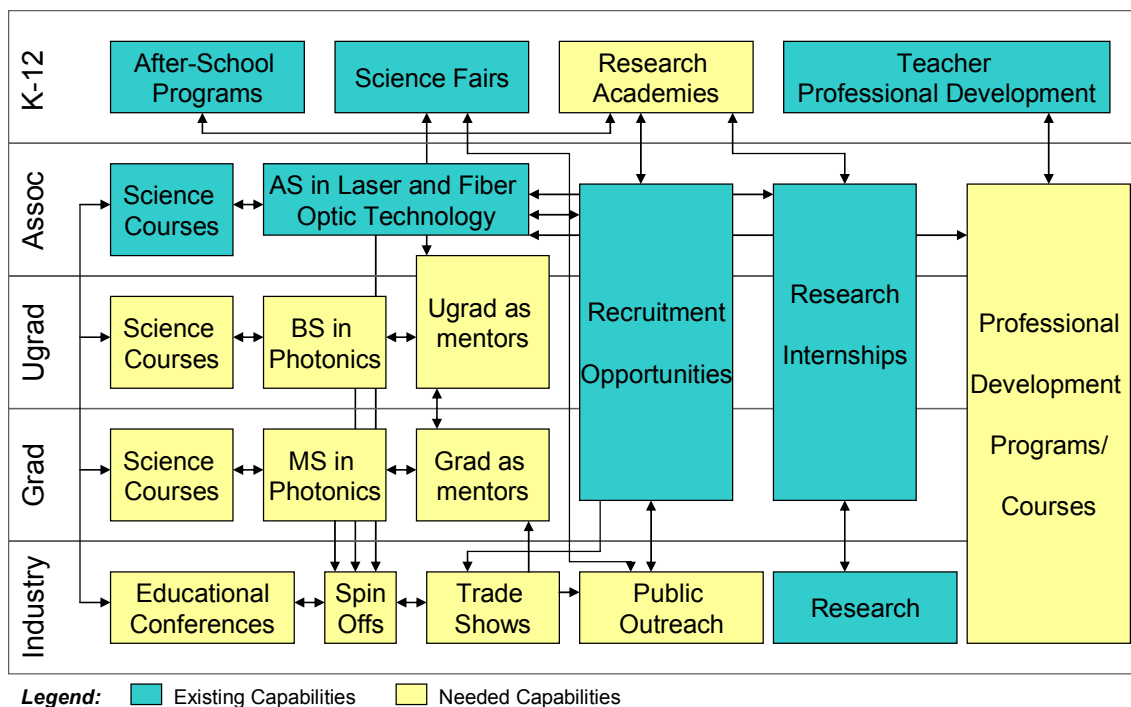 K-12
After-School
Programs
Science Fairs
Research
Academies
Teacher
Professional Development
Assoc
Science
Courses
AS in Laser and Fiber
Optic Technology
Recruitment
Opportunities
Research
Internships
Professional
Development
Programs/
Courses
Ugrad
Science
Courses
BS in
Photonics
Ugrad as
mentors
Grad
Science
Courses
MS in
Photonics
Grad as
mentors
Industry
Educational
Conferences
Spin
Offs
Trade
Shows
Public
Outreach
Research
Legend:
Existing Capabilities
Needed Capabilities